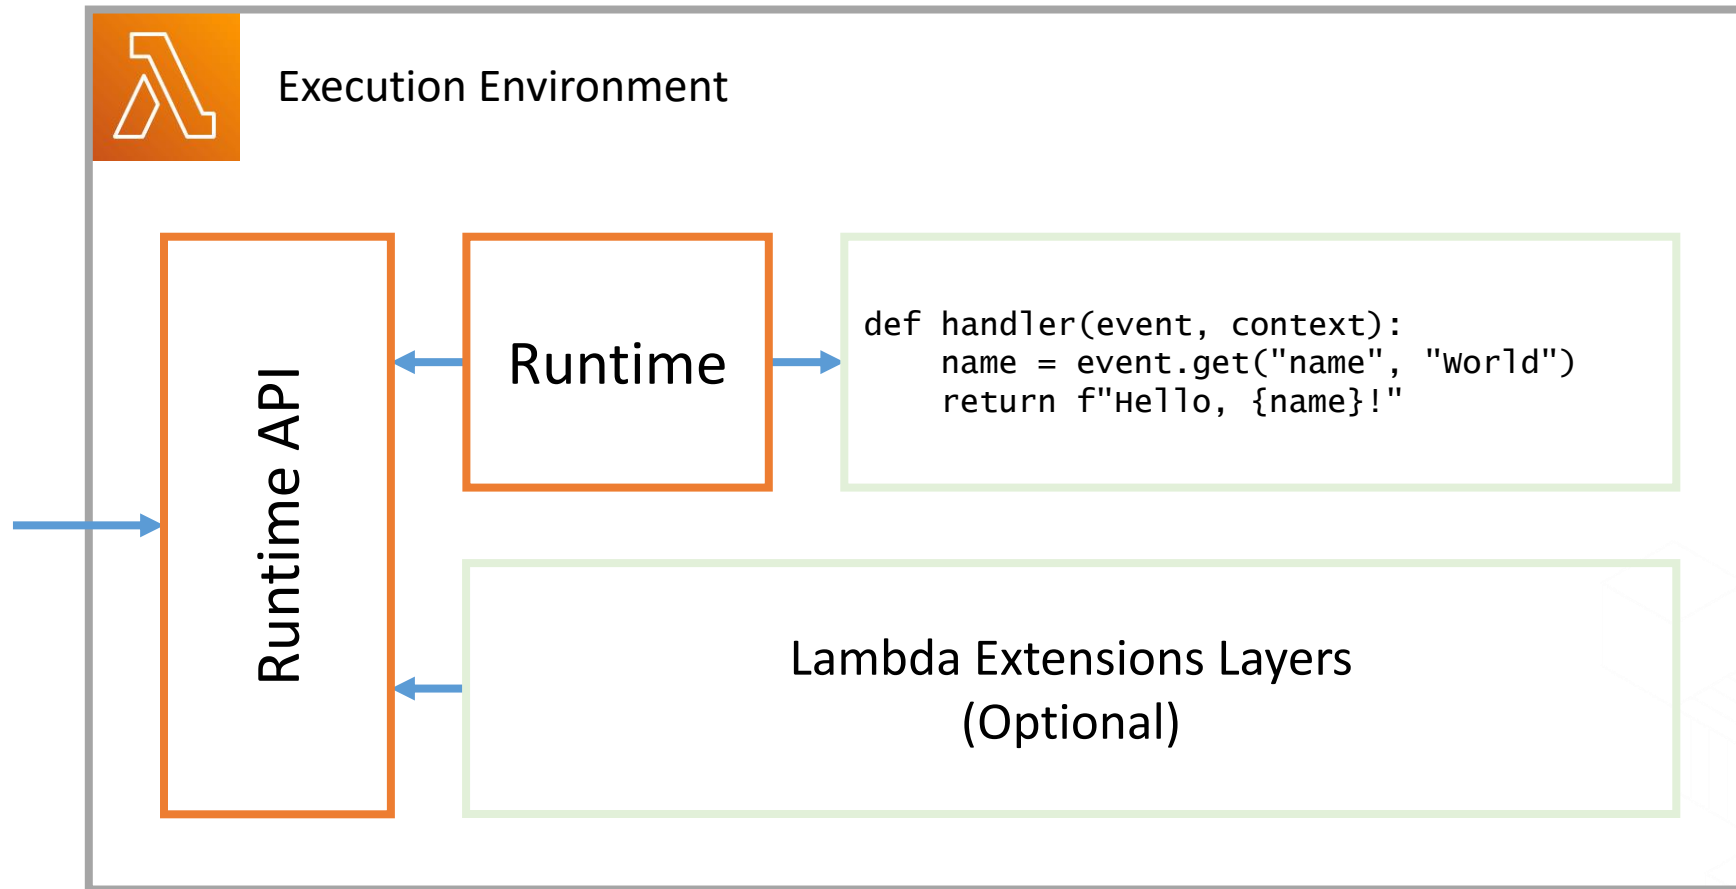 Execution Environment
Runtime API
Runtime
def handler(event, context):
    name = event.get("name", "World")
    return f"Hello, {name}!"
Lambda Extensions Layers
(Optional)